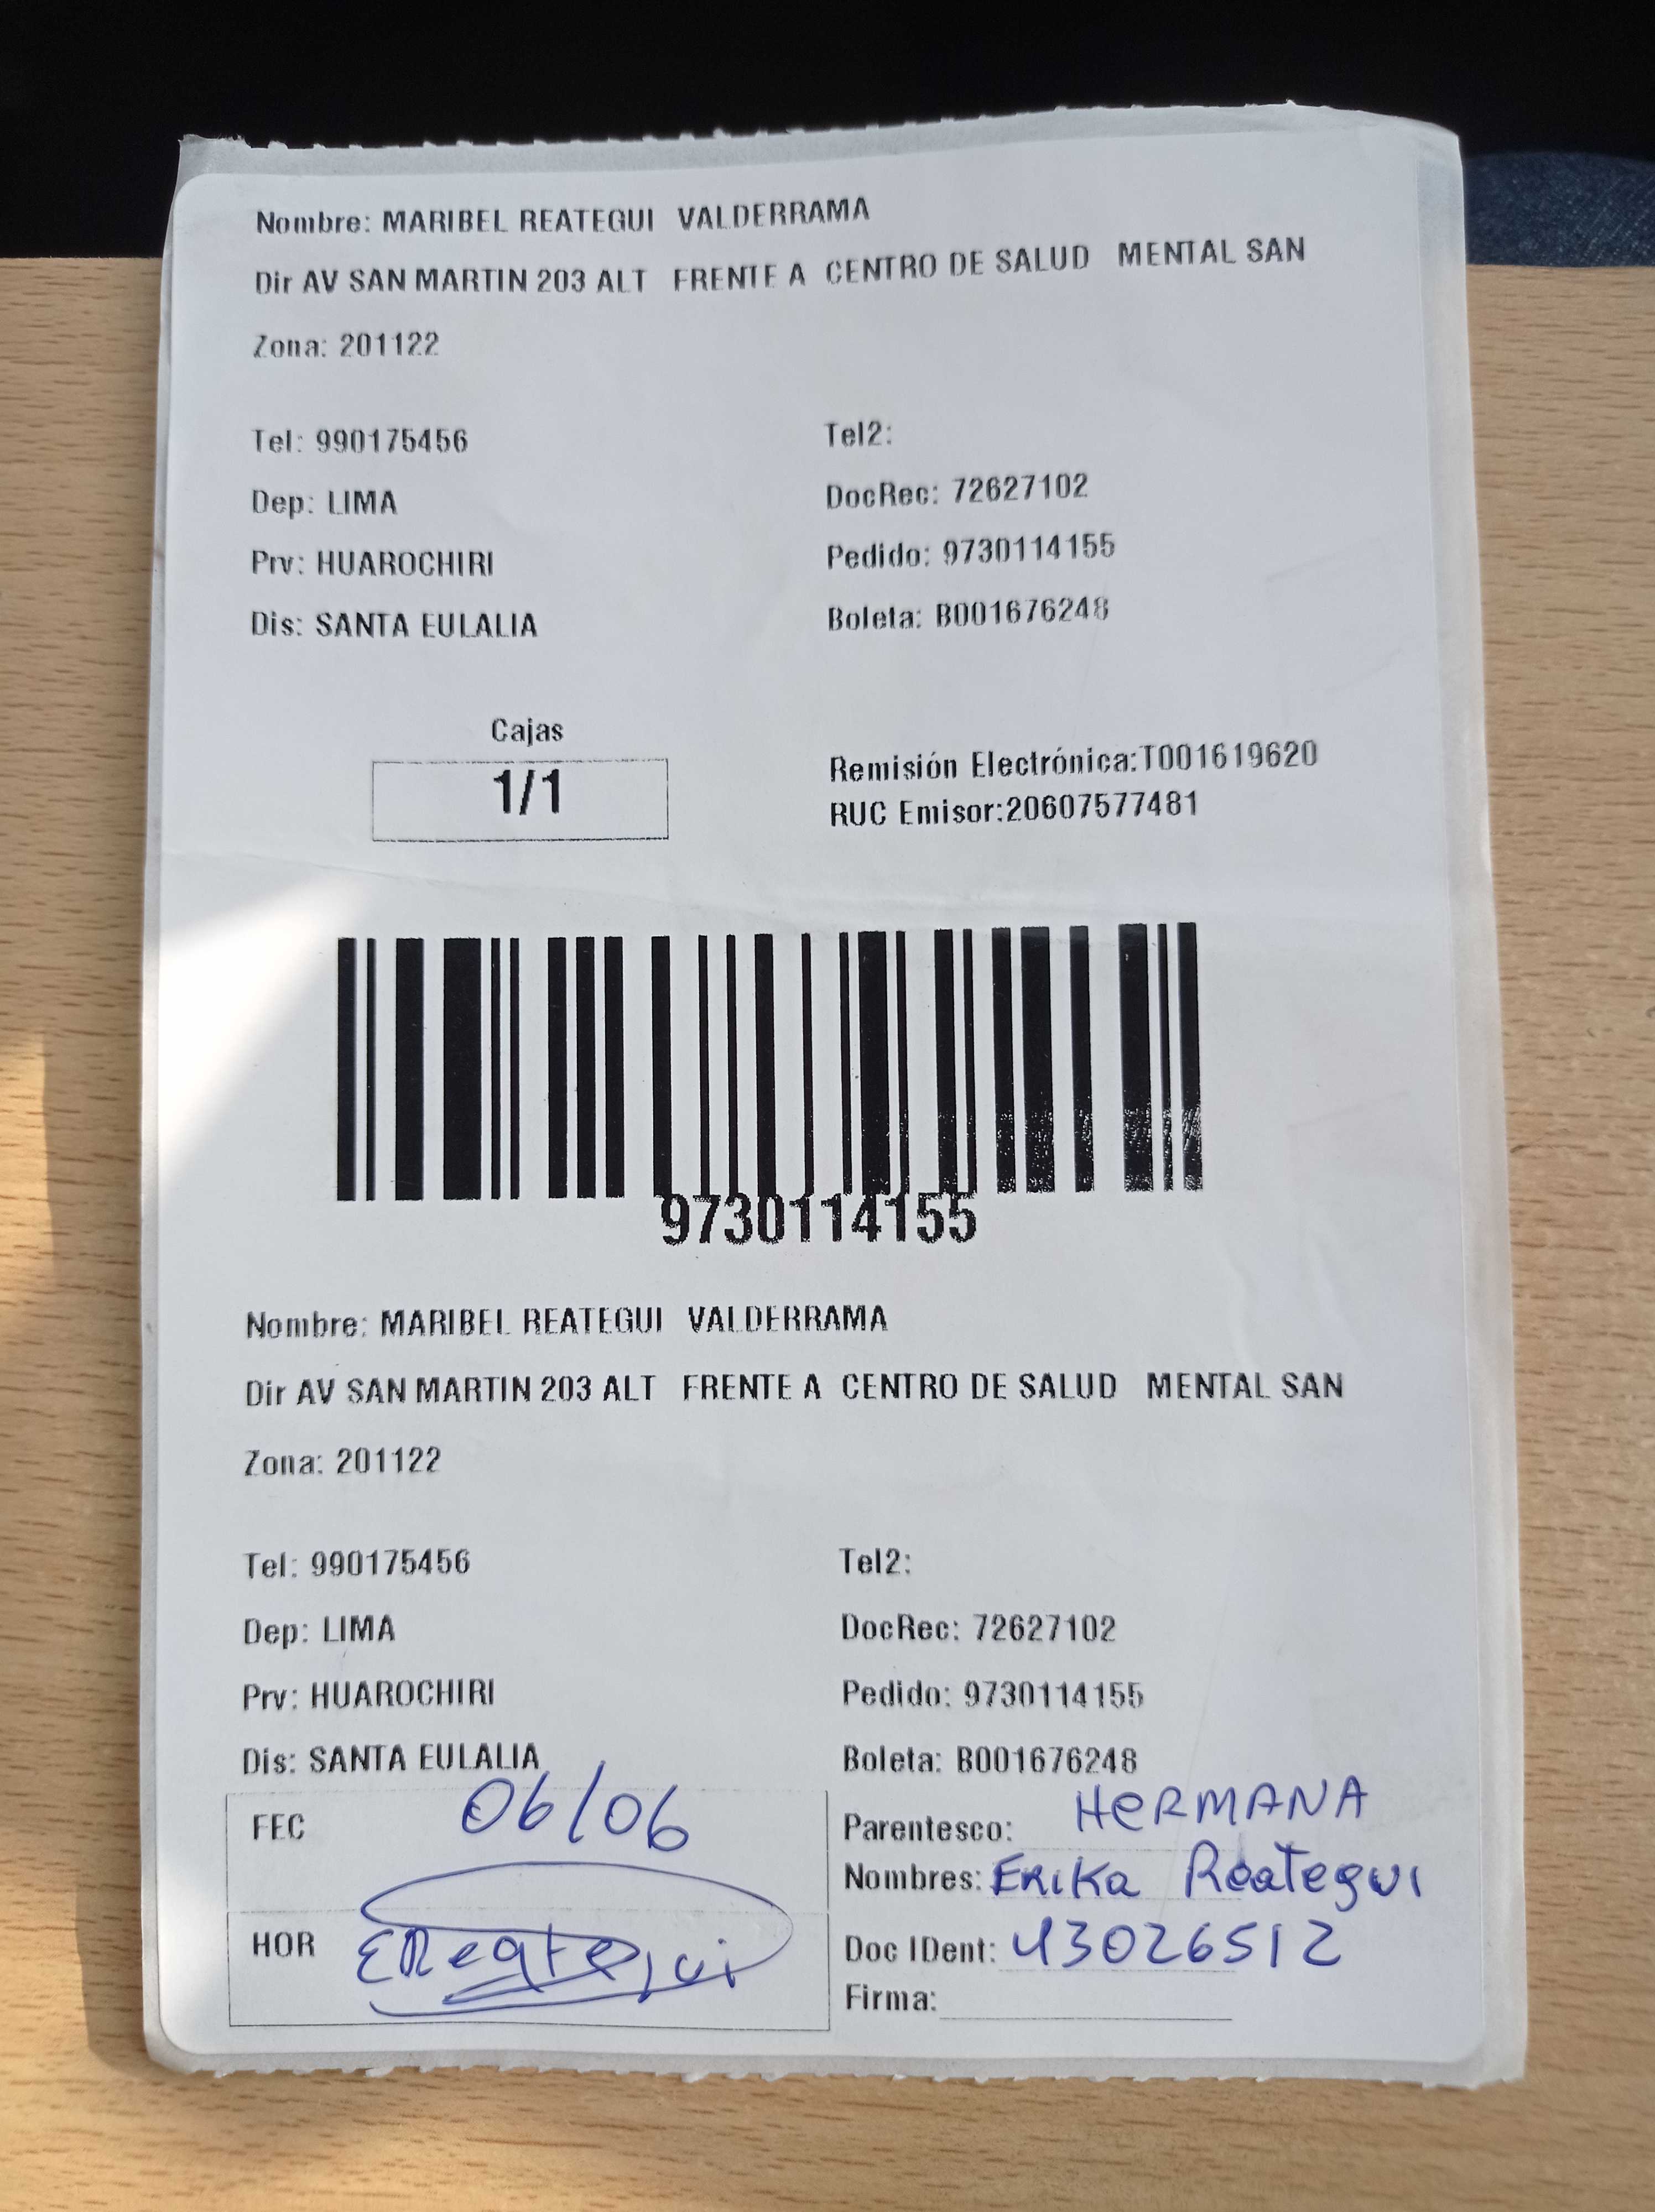 Nombre: MARIBEL REATEGUI VALDERRAMA
Dir AV SAN MARTIN 203 ALT FRENTE A CENTRO DE SALUD MENTAL SAN
Zona: 201122
Tel: 990175456 Tel2:
Dep: LIMA DocRec: 72627102
Prv: HUAROCHIRI Pedido: 9730114155
Dis: SANTA EULALIA Boleta: B001676248
Cajas
1/1
Remisión Electrónica:T001619620
RUC Emisor:20607577481
9730114155
Nombre: MARIBEL REATEGUI VALDERRAMA
Dir AV SAN MARTIN 203 ALT FRENTE A CENTRO DE SALUD MENTAL SAN
Zona: 201122
Tel: 990175456 Tel2:
Dep: LIMA DocRec: 72627102
Prv: HUAROCHIRI Pedido: 9730114155
Dis: SANTA EULALIA Boleta: B001676248
FEC 06/06 Parentesco: HERMANA
Nombres: ERIKA Reategui
HOR EReategui Doc IDent: 43026512
Firma: